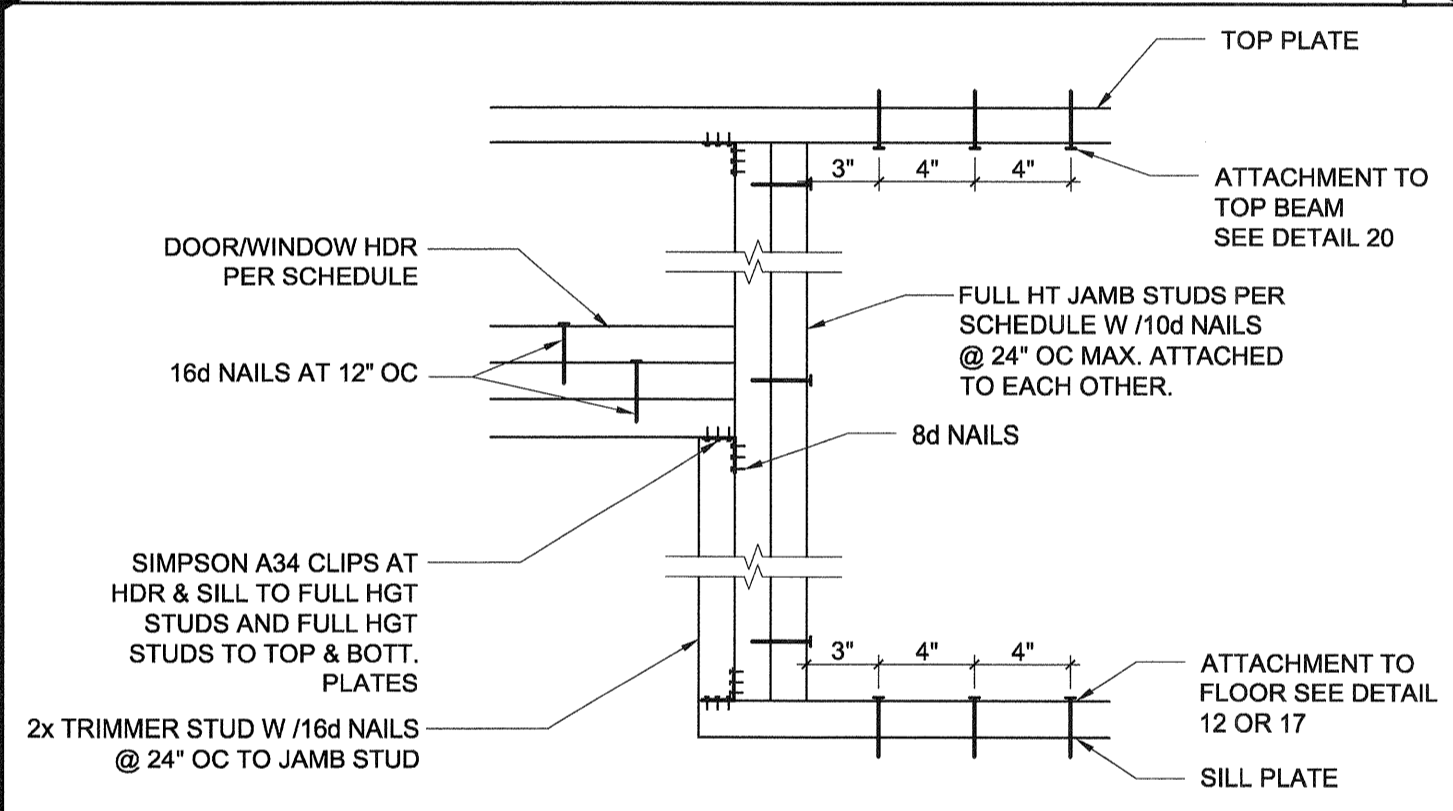 TOP PLATE
3" 4" 4"
ATTACHMENT TO
TOP BEAM
SEE DETAIL 20
DOOR/WINDOW HDR
PER SCHEDULE
FULL HT JAMB STUDS PER
SCHEDULE W /10d NAILS
@ 24" OC MAX. ATTACHED
TO EACH OTHER.
16d NAILS AT 12" OC
8d NAILS
SIMPSON A34 CLIPS AT
HDR & SILL TO FULL HGT
STUDS AND FULL HGT
STUDS TO TOP & BOTT.
PLATES
3" 4" 4"
ATTACHMENT TO
FLOOR SEE DETAIL
12 OR 17
2x TRIMMER STUD W /16d NAILS
@ 24" OC TO JAMB STUD
SILL PLATE